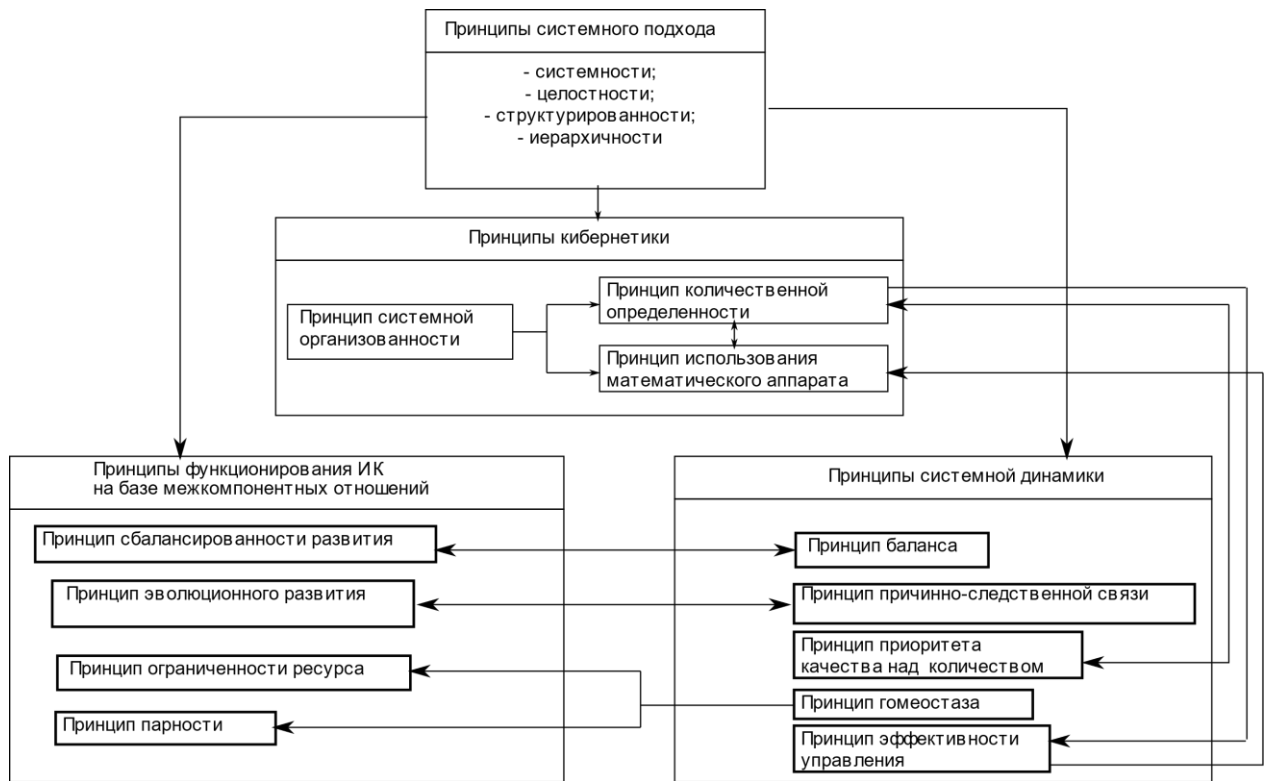 Принципы системного подхода
- системности;
- целостности;
- структурированности;
- иерархичности
Принципы кибернетики
Принцип системной
организованности
Принцип количественной
определенности
Принцип использования
математического аппарата
Принципы функционирования ИК
на базе межкомпонентных отношений
Принцип сбалансированности развития
Принцип эволюционного развития
Принцип ограниченности ресурса
Принцип парности
Принципы системной динамики
Принцип баланса
Принцип причинно-следственной связи
Принцип приоритета
качества над количеством
Принцип гомеостаза
Принцип эффективности
управления